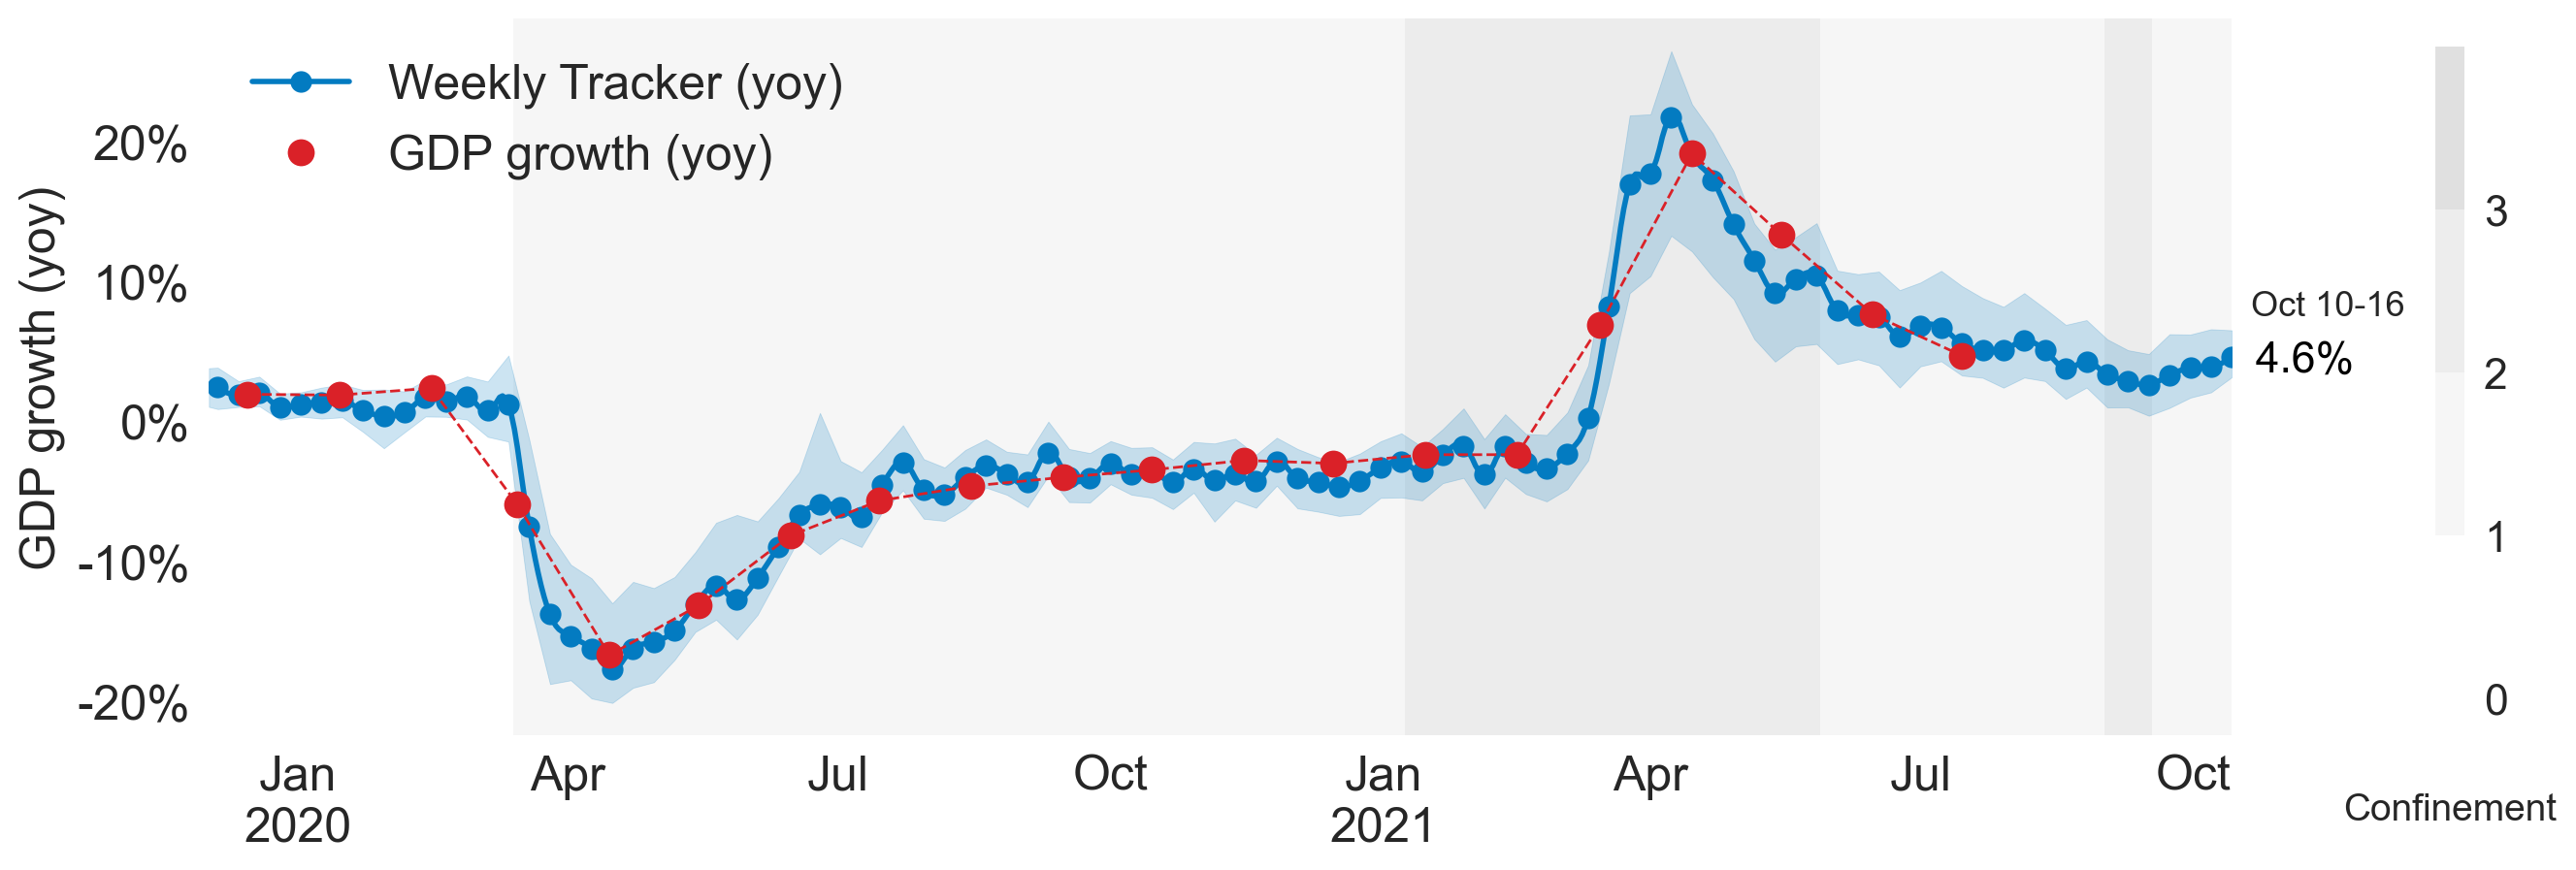 Weekly Tracker (yoy)
GDP growth (yoy)
GDP growth (yoy)
20%
10%
0%
-10%
-20%
Jan
2020
Apr
Jul
Oct
Jan
2021
Apr
Jul
Oct
Oct 10-16
4.6%
3
2
1
0
Confinement